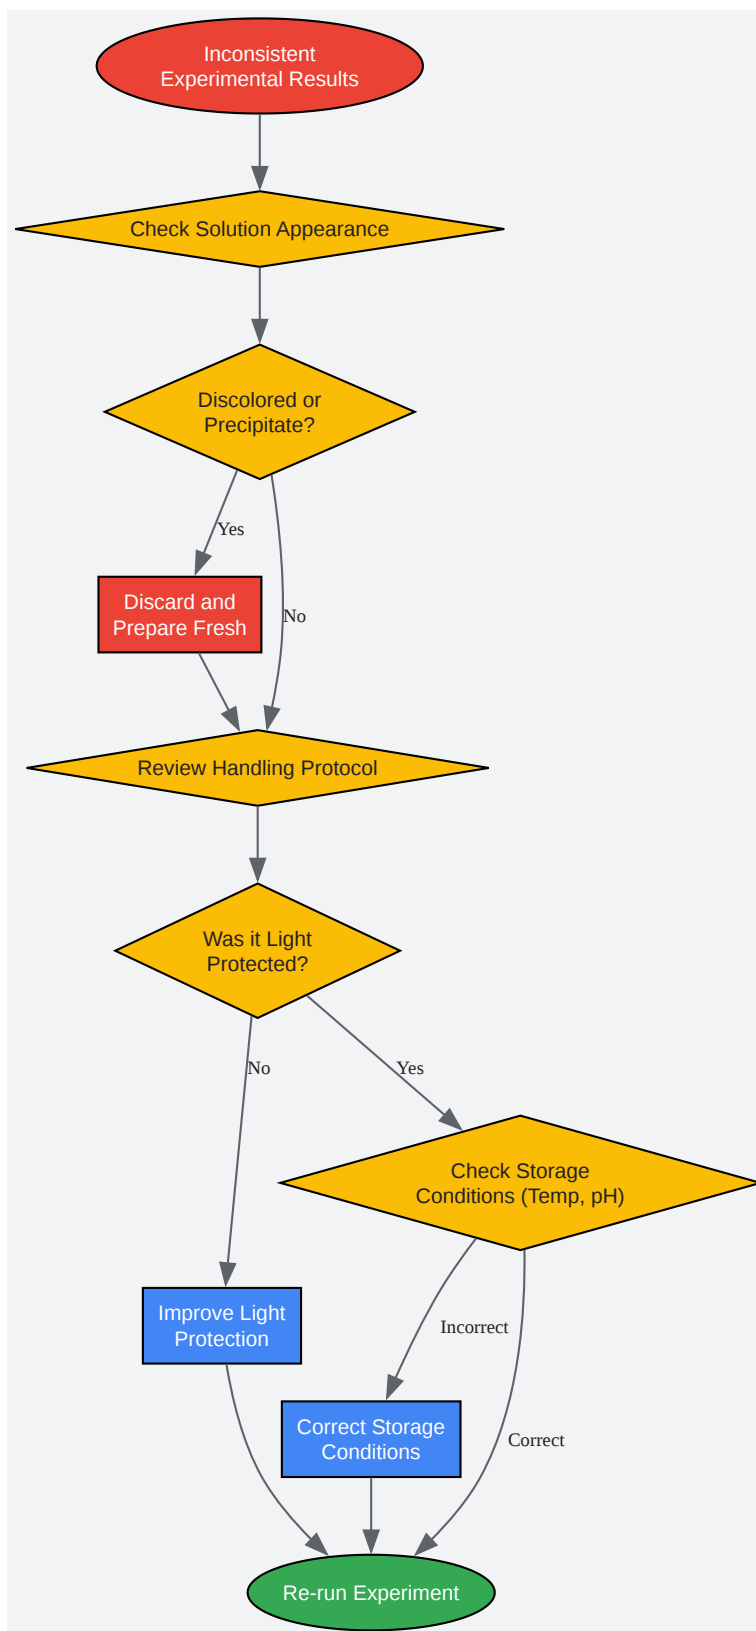 Inconsistent
Experimental Results
Check Solution Appearance
Discolored or
Precipitate?
Yes
Discard and
Prepare Fresh
No
Review Handling Protocol
Was it Light
Protected?
No
Yes
Check Storage
Conditions (Temp, pH)
Improve Light
Protection
Incorrect
Correct Storage
Conditions
Correct
Re-run Experiment